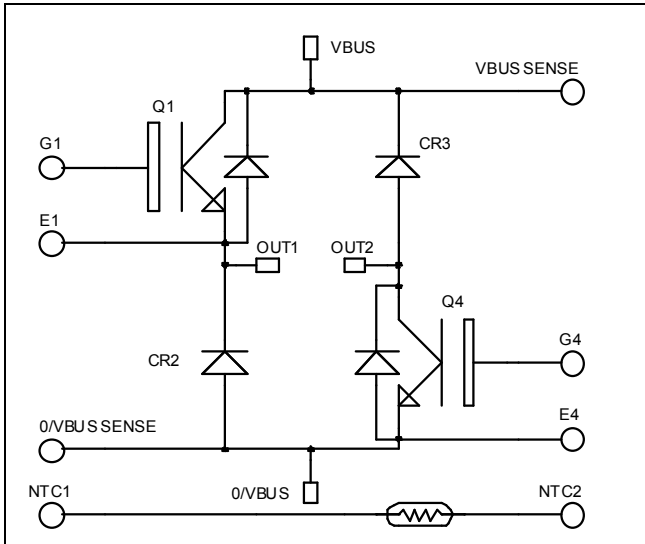 VBUS
VBUS SENSE
Q1
G1
CR3
E1
OUT1
OUT2
Q4
CR2
G4
0/VBUS SENSE
E4
NTC1
0/VBUS
NTC2